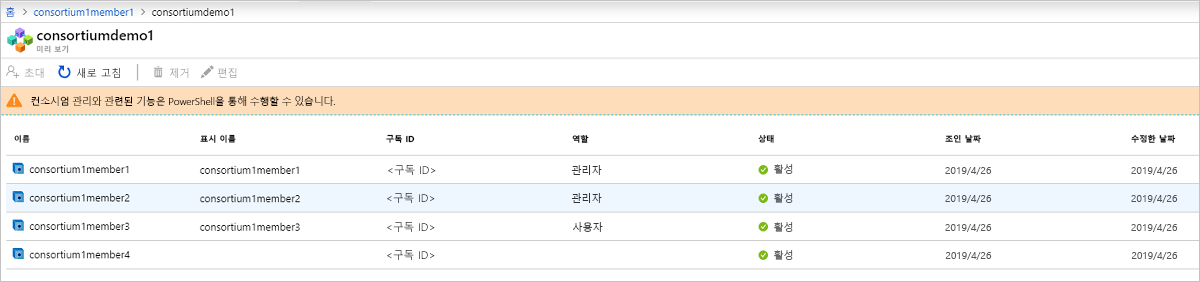 홈 > consortium1member1 > consortiumdemo1
consortiumdemo1
미리 보기
초대 새로 고침 제거 편집
컨소시엄 관리와 관련된 기능은 PowerShell을 통해 수행할 수 있습니다.
이름 표시 이름 구독 ID 역할 상태 조인 날짜 수정한 날짜
consortium1member1 consortium1member1 <구독 ID> 관리자 활성 2019/4/26 2019/4/26
consortium1member2 consortium1member2 <구독 ID> 관리자 활성 2019/4/26 2019/4/26
consortium1member3 consortium1member3 <구독 ID> 사용자 활성 2019/4/26 2019/4/26
consortium1member4 <구독 ID> 활성 2019/4/26 2019/4/26